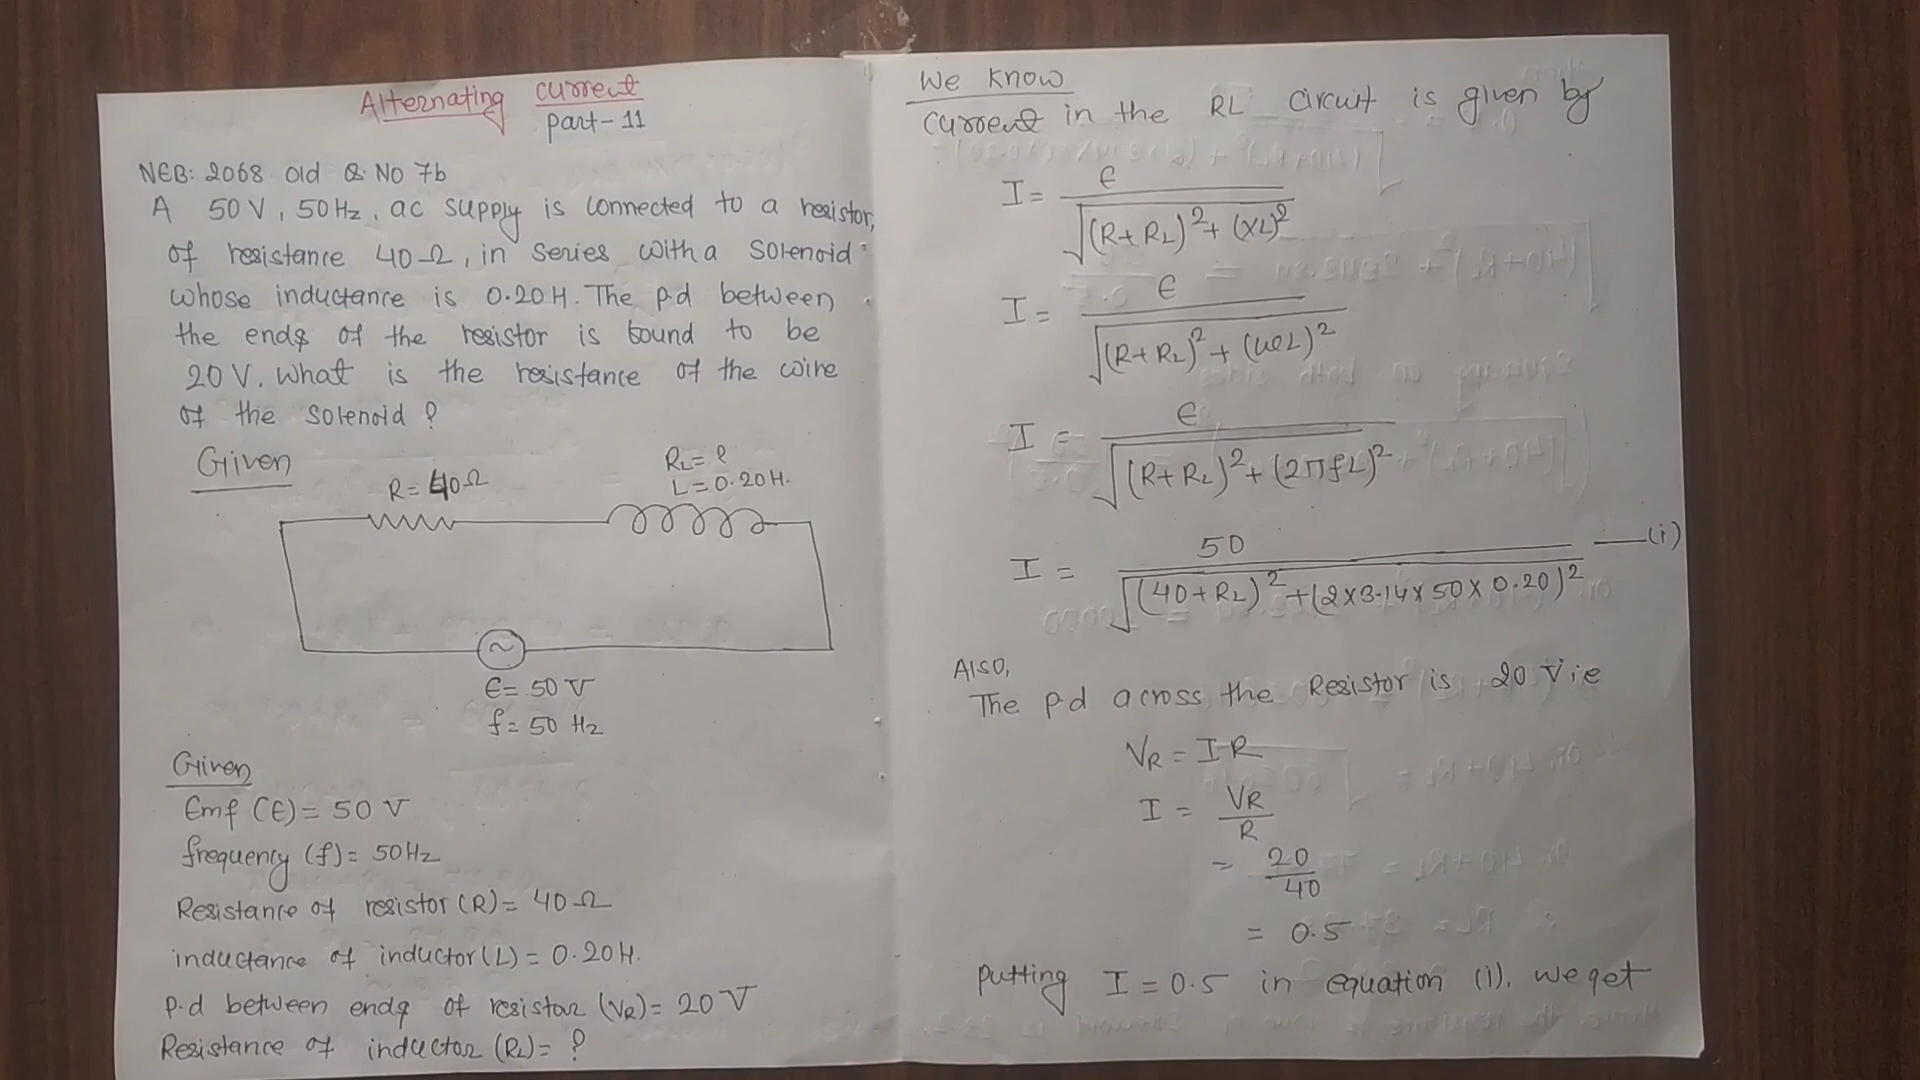 Alternating current
part-11
NEB: 2068 old Q. No 7b
A 50 V, 50Hz, ac supply is connected to a resistor,
of resistance 40 Ω, in series with a solenoid
whose inductance is 0.20H. The p.d between
the ends of the resistor is found to be
20 V. What is the resistance of the wire
of the solenoid ?
Given
R = 40Ω
RL = ?
L = 0.20H.
~
E = 50 V
f = 50 Hz
Given
Emf (E) = 50 V
frequency (f) = 50Hz
Resistance of resistor (R) = 40 Ω
inductance of inductor (L) = 0.20H.
p.d between ends of resistor (VR) = 20 V
Resistance of inductor (RL) = ?
We know
current in the RL circuit is given by
I = E / √((R+RL)² + (XL)²)
I = E / √((R+RL)² + (ωL)²)
I = E / √((R+RL)² + (2πfL)²)
I = 50 / √((40+RL)² + (2×3.14×50×0.20)²) —(i)
Also,
The p.d across the Resistor is 20 V i.e
VR = IR
I = VR / R
= 20 / 40
= 0.5
putting I = 0.5 in equation (i), we get